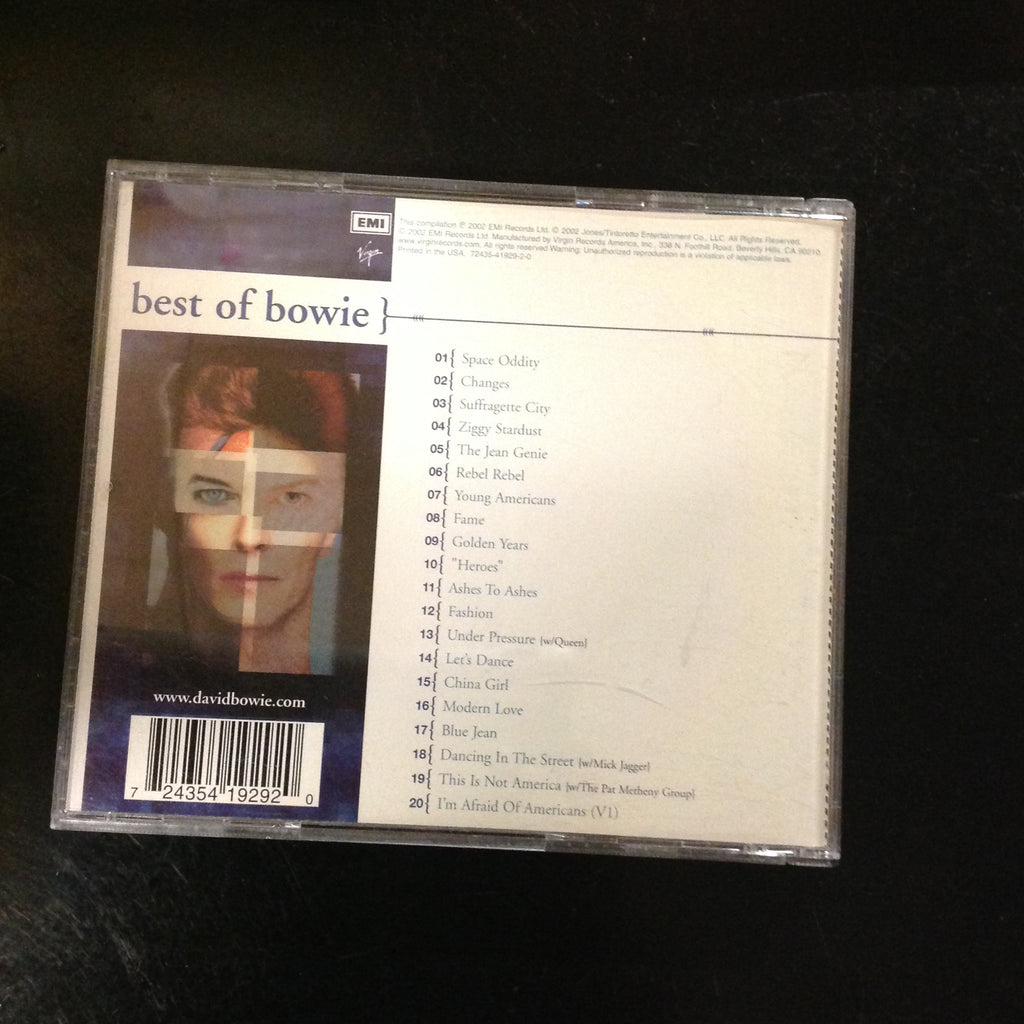 EMI
Virgin
This compilation ℗ 2002 EMI Records Ltd. © 2002 Jones/Tintoretto Entertainment Co., LLC. All Rights Reserved.
© 2002 EMI Records Ltd. Manufactured by Virgin Records America, Inc., 338 N. Foothill Road, Beverly Hills, CA 90210.
www.virginrecords.com. All rights reserved Warning: Unauthorized reproduction is a violation of applicable laws.
Printed in the USA. 72435-41929-2-0
best of bowie }
01{ Space Oddity
02{ Changes
03{ Suffragette City
04{ Ziggy Stardust
05{ The Jean Genie
06{ Rebel Rebel
07{ Young Americans
08{ Fame
09{ Golden Years
10{ "Heroes"
11{ Ashes To Ashes
12{ Fashion
13{ Under Pressure [w/Queen]
14{ Let's Dance
15{ China Girl
16{ Modern Love
17{ Blue Jean
18{ Dancing In The Street [w/Mick Jagger]
19{ This Is Not America [w/The Pat Metheny Group]
20{ I'm Afraid Of Americans (V1)
www.davidbowie.com
7 24354 19292 0